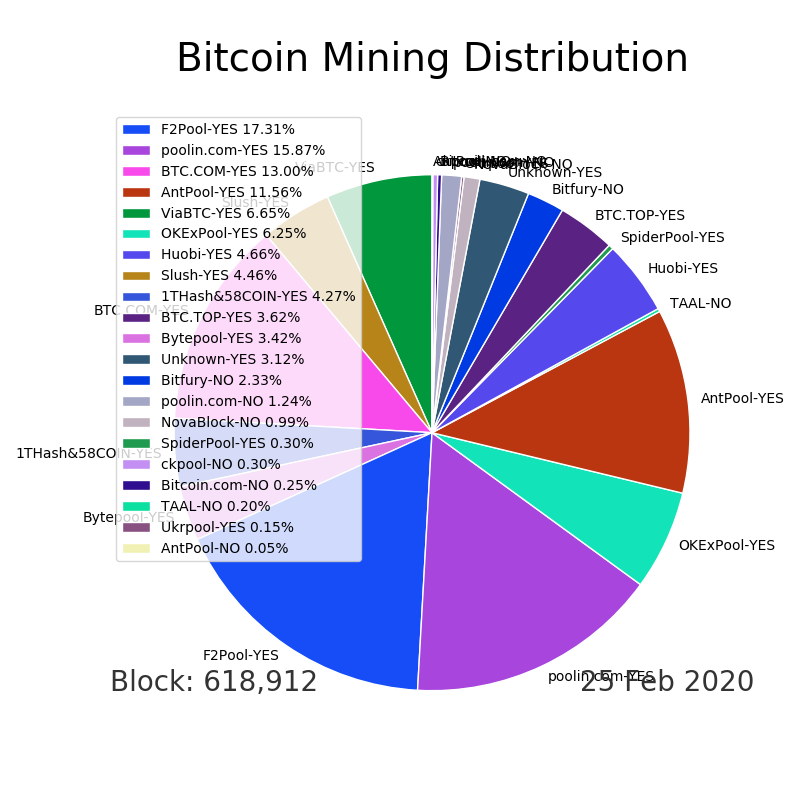 Bitcoin Mining Distribution
F2Pool-YES 17.31%
poolin.com-YES 15.87%
BTC.COM-YES 13.00%
AntPool-YES 11.56%
ViaBTC-YES 6.65%
OKExPool-YES 6.25%
Huobi-YES 4.66%
Slush-YES 4.46%
1THash&58COIN-YES 4.27%
BTC.TOP-YES 3.62%
Bytepool-YES 3.42%
Unknown-YES 3.12%
Bitfury-NO 2.33%
poolin.com-NO 1.24%
NovaBlock-NO 0.99%
SpiderPool-YES 0.30%
ckpool-NO 0.30%
Bitcoin.com-NO 0.25%
TAAL-NO 0.20%
Ukrpool-YES 0.15%
AntPool-NO 0.05%
ViaBTC-YES
Slush-YES
BTC.COM-YES
1THash&58COIN-YES
Bytepool-YES
F2Pool-YES
poolin.com-YES
OKExPool-YES
AntPool-YES
TAAL-NO
Huobi-YES
SpiderPool-YES
BTC.TOP-YES
Bitfury-NO
Unknown-YES
Block: 618,912
25 Feb 2020